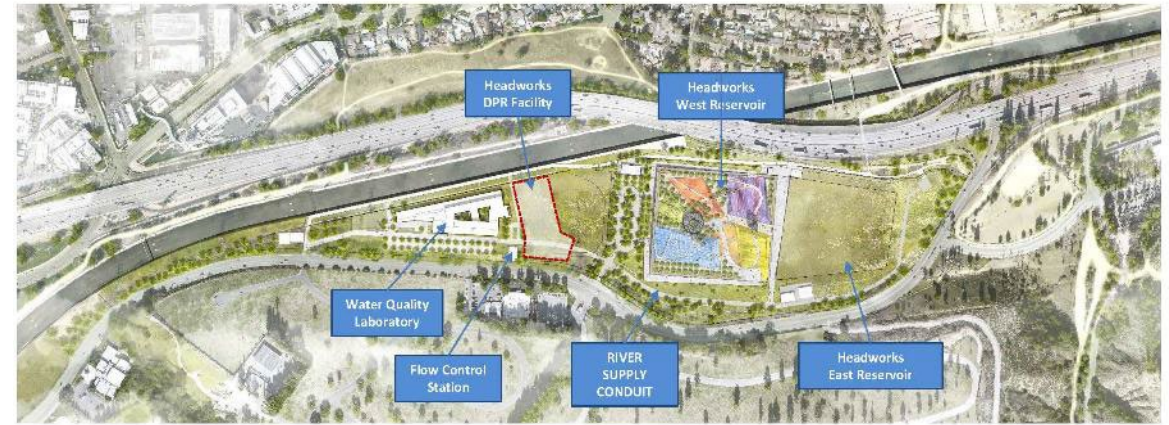 Headworks
DPR Facility
Headworks
West Reservoir
Water Quality
Laboratory
Flow Control
Station
RIVER
SUPPLY
CONDUIT
Headworks
East Reservoir